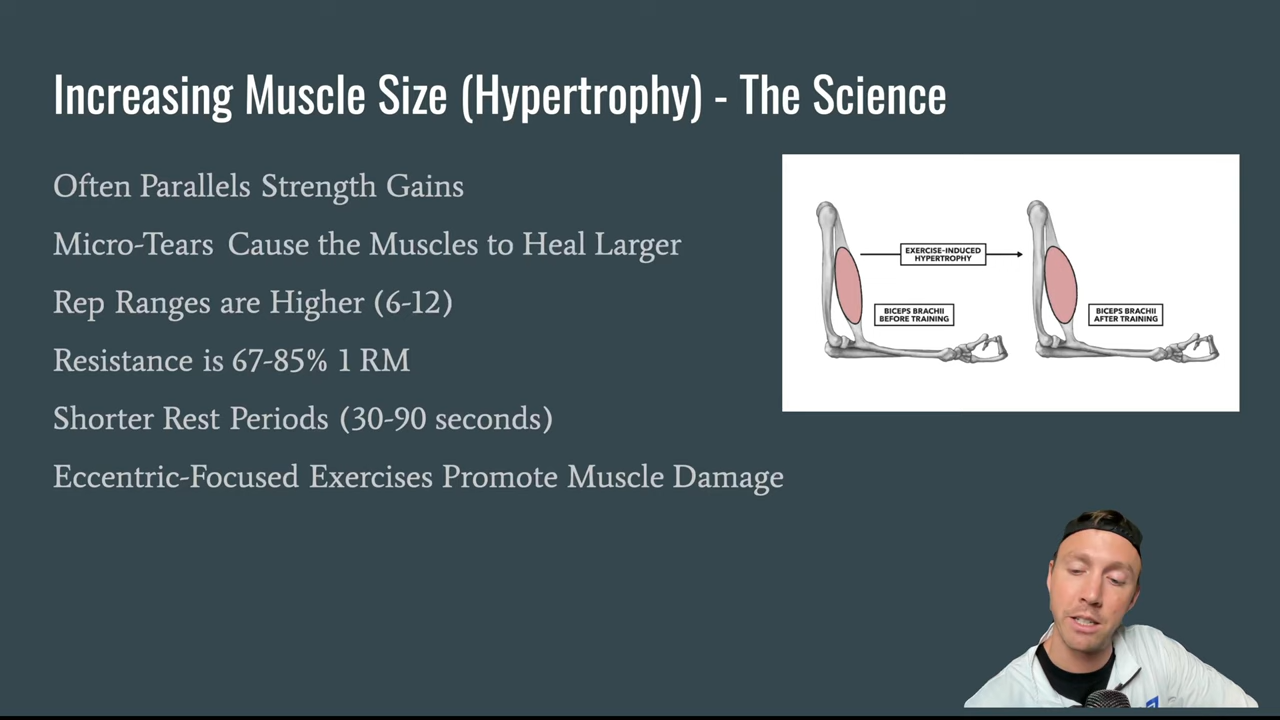 Increasing Muscle Size (Hypertrophy) - The Science
Often Parallels Strength Gains
Micro-Tears Cause the Muscles to Heal Larger
Rep Ranges are Higher (6-12)
Resistance is 67-85% 1 RM
Shorter Rest Periods (30-90 seconds)
Eccentric-Focused Exercises Promote Muscle Damage
EXERCISE-INDUCED
HYPERTROPHY
BICEPS BRACHII
BEFORE TRAINING
BICEPS BRACHII
AFTER TRAINING